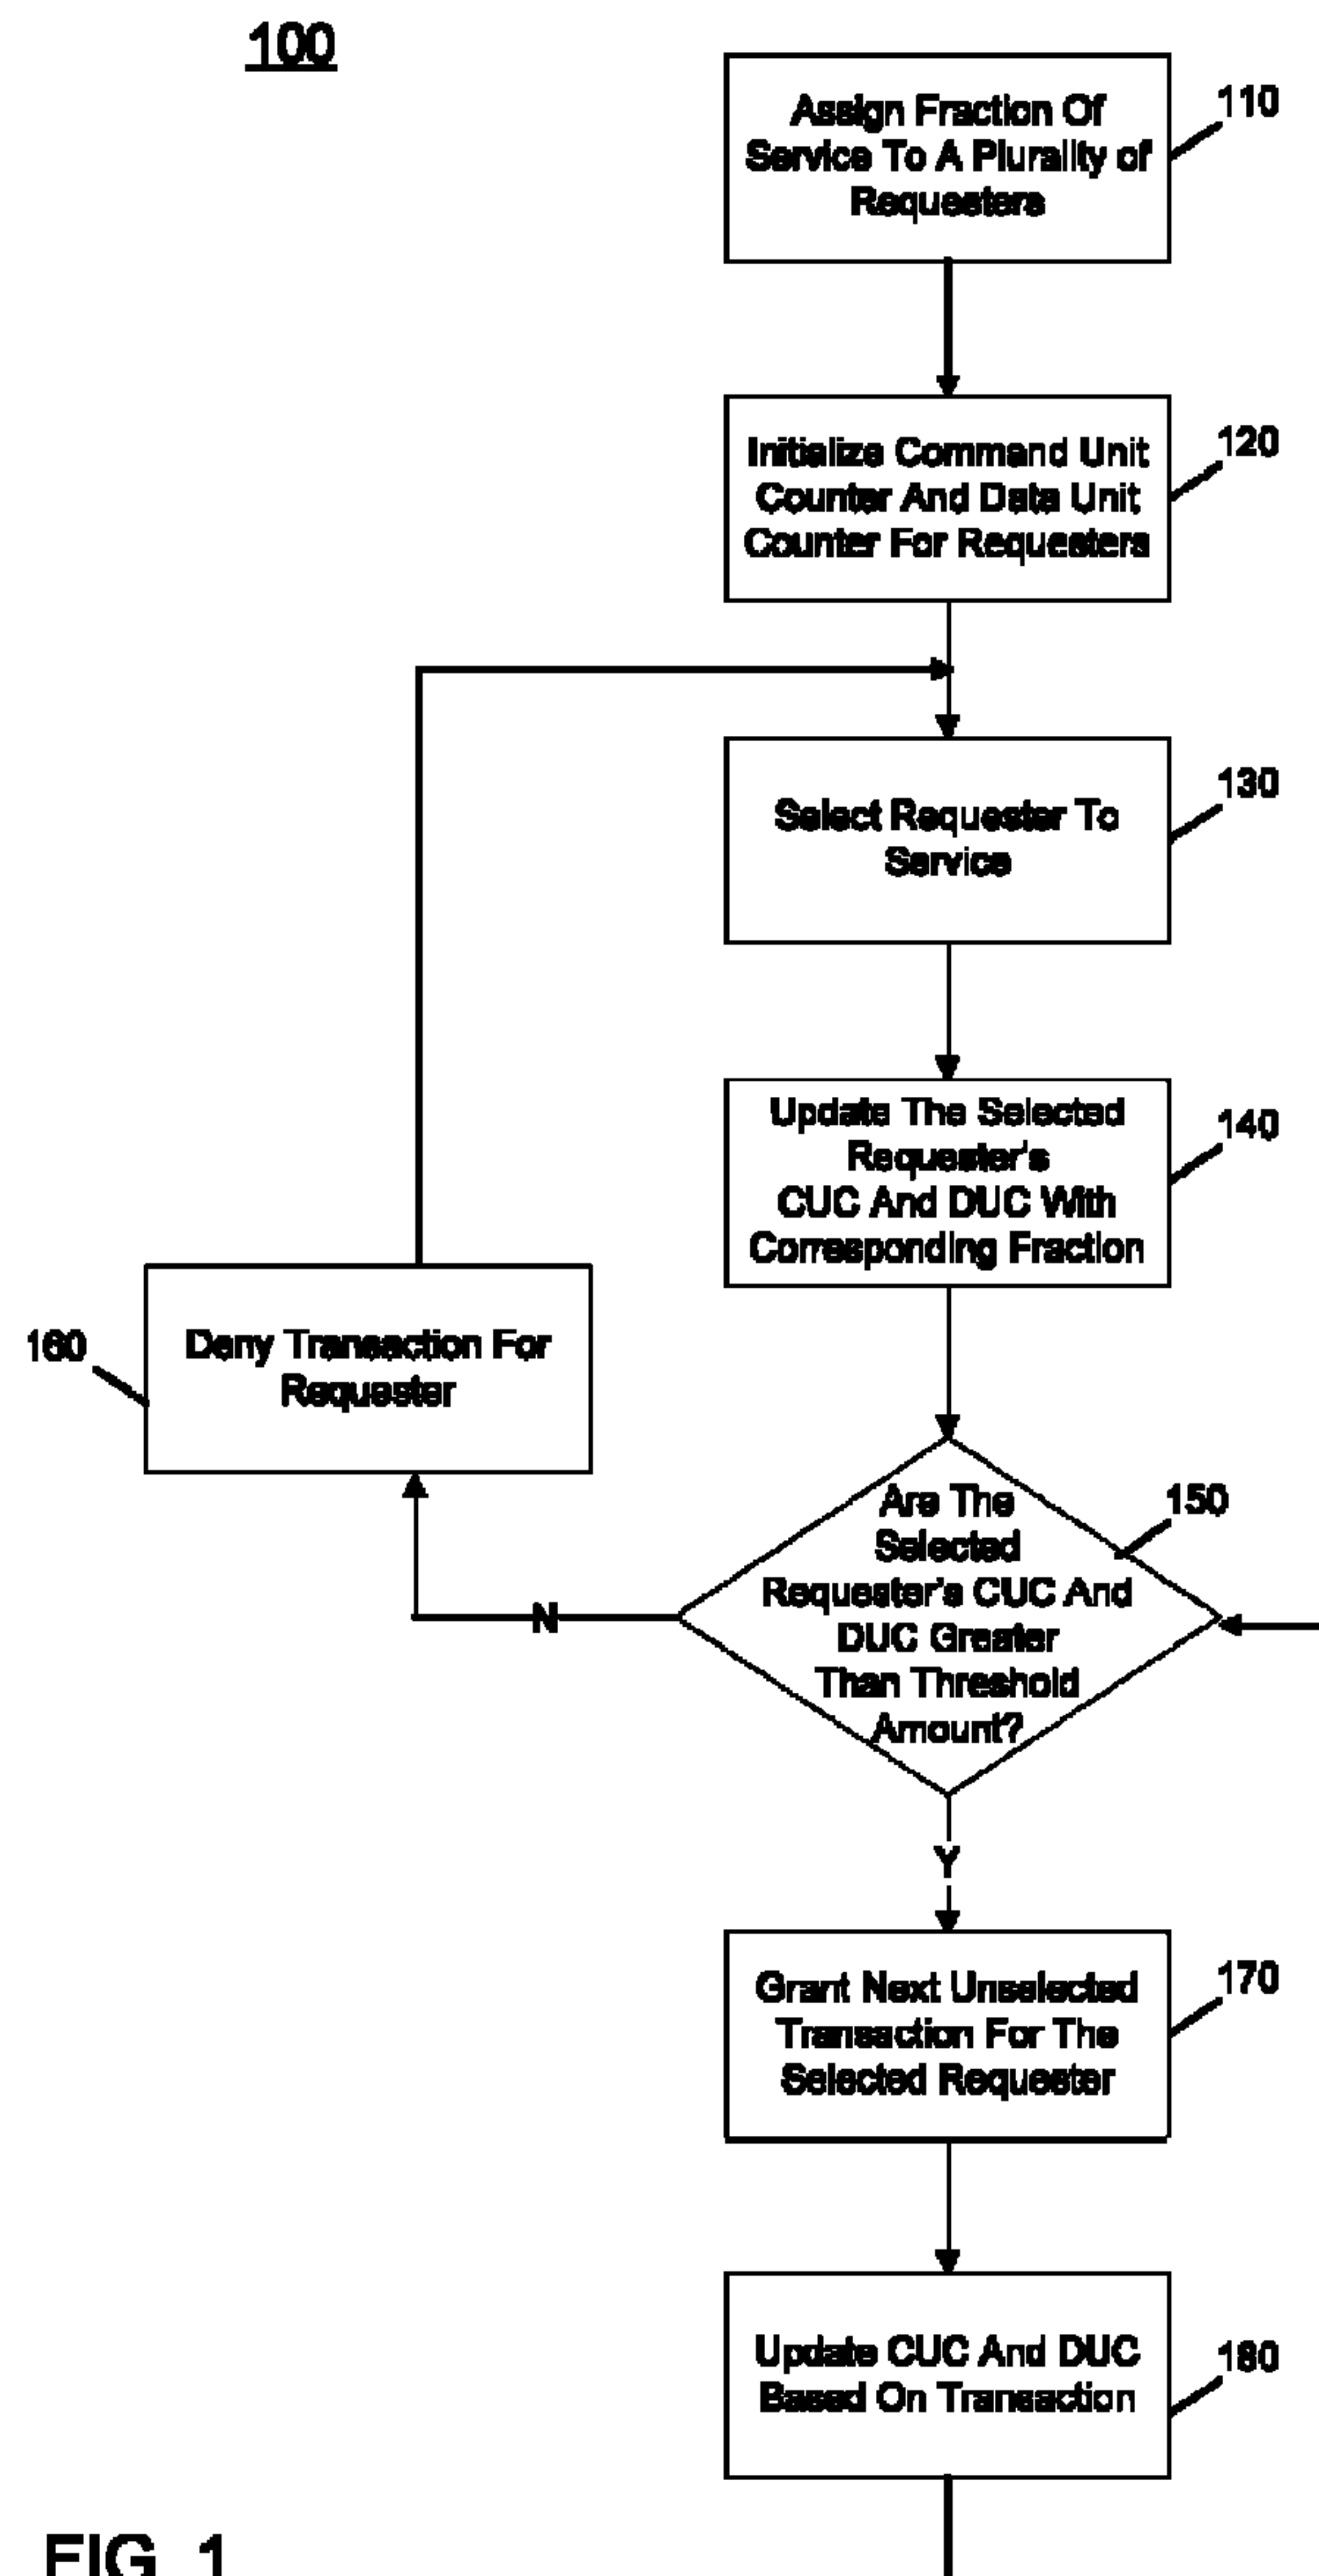 100
Assign Fraction Of
Service To A Plurality of
Requesters
110
Initialize Command Unit
Counter And Data Unit
Counter For Requesters
120
Select Requester To
Service
130
Update The Selected
Requester's
CUC And DUC With
Corresponding Fraction
140
Deny Transaction For
Requester
160
Are The
Selected
Requester's CUC And
DUC Greater
Than Threshold
Amount?
150
N
Y
Grant Next Unselected
Transaction For The
Selected Requester
170
Update CUC And DUC
Based On Transaction
180
FIG. 1